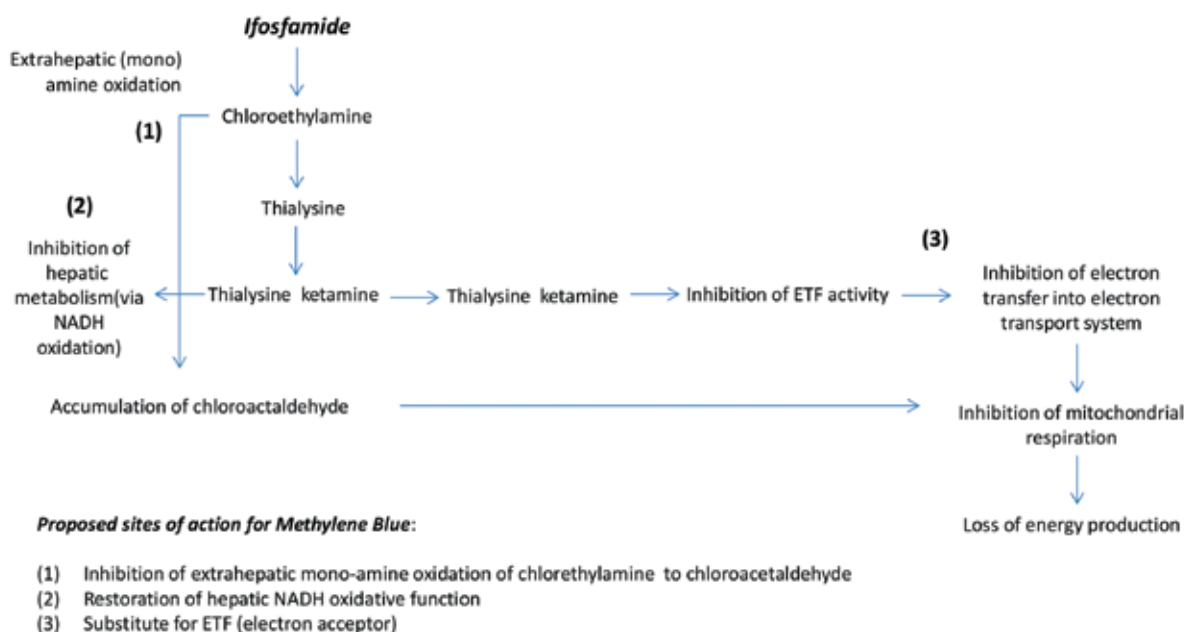 Ifosfamide
Extrahepatic (mono)
amine oxidation
Chloroethylamine
(1)
Thialysine
(2)
Inhibition of
hepatic
metabolism(via
NADH
oxidation)
Thialysine ketamine
Thialysine ketamine
Inhibition of ETF activity
(3)
Inhibition of electron
transfer into electron
transport system
Accumulation of chloroactaldehyde
Inhibition of mitochondrial
respiration
Loss of energy production
Proposed sites of action for Methylene Blue:
(1) Inhibition of extrahepatic mono-amine oxidation of chlorethylamine to chloroacetaldehyde
(2) Restoration of hepatic NADH oxidative function
(3) Substitute for ETF (electron acceptor)